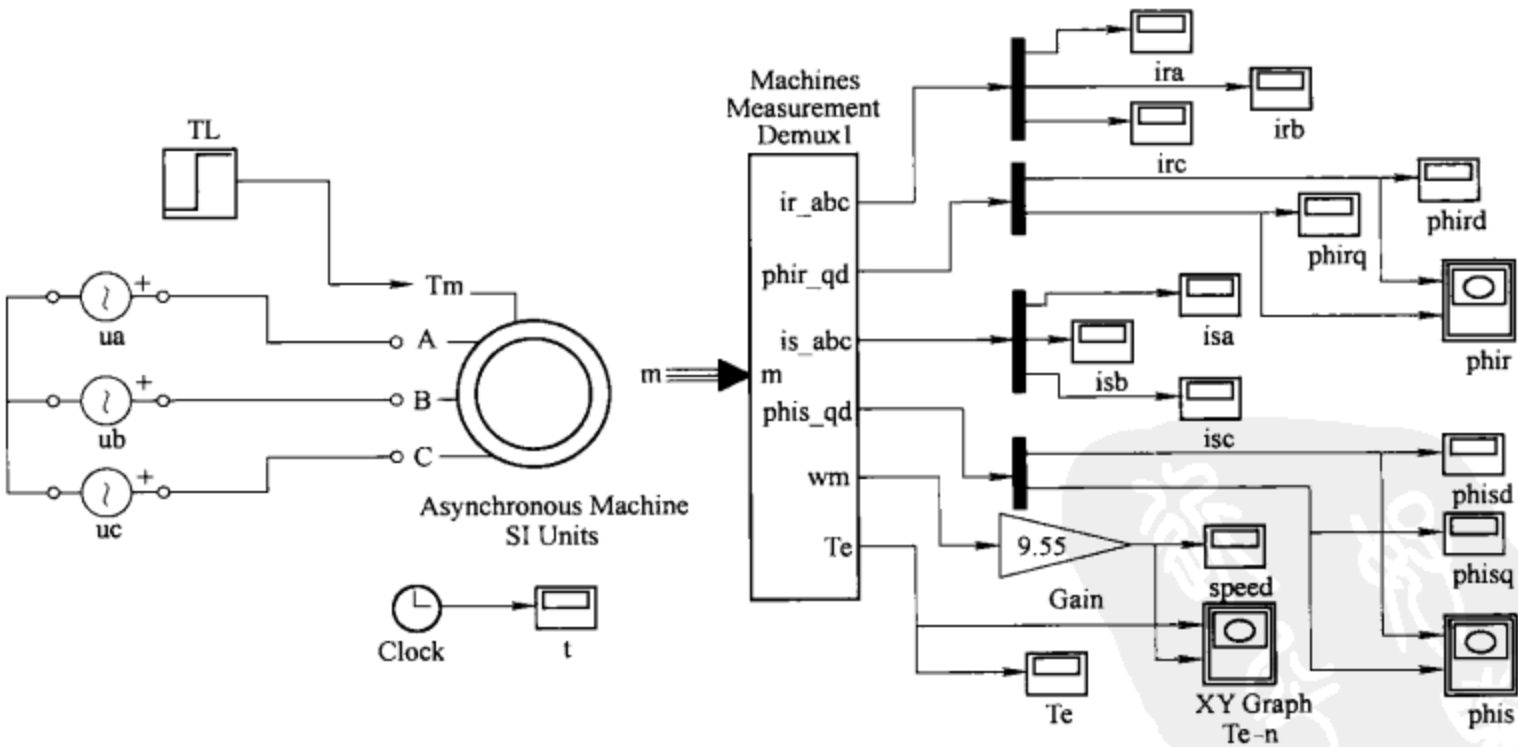 TL
Tm
ua
+
A
ub
+
B
uc
+
C
Asynchronous Machine
SI Units
Clock
t
m
Machines
Measurement
Demux1
m
ir_abc
phir_qd
is_abc
phis_qd
wm
Te
ira
irb
irc
phird
phirq
phir
isa
isb
isc
phisd
phisq
phis
9.55
Gain
speed
XY Graph
Te-n
Te